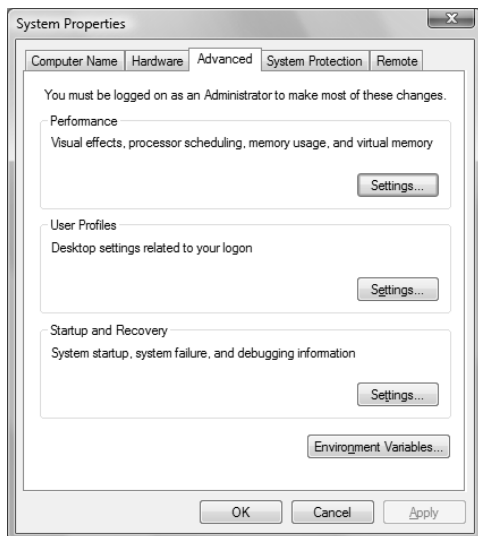 System Properties
Computer Name Hardware Advanced System Protection Remote
You must be logged on as an Administrator to make most of these changes.
Performance
Visual effects, processor scheduling, memory usage, and virtual memory
Settings...
User Profiles
Desktop settings related to your logon
Settings...
Startup and Recovery
System startup, system failure, and debugging information
Settings...
Environment Variables...
OK Cancel Apply